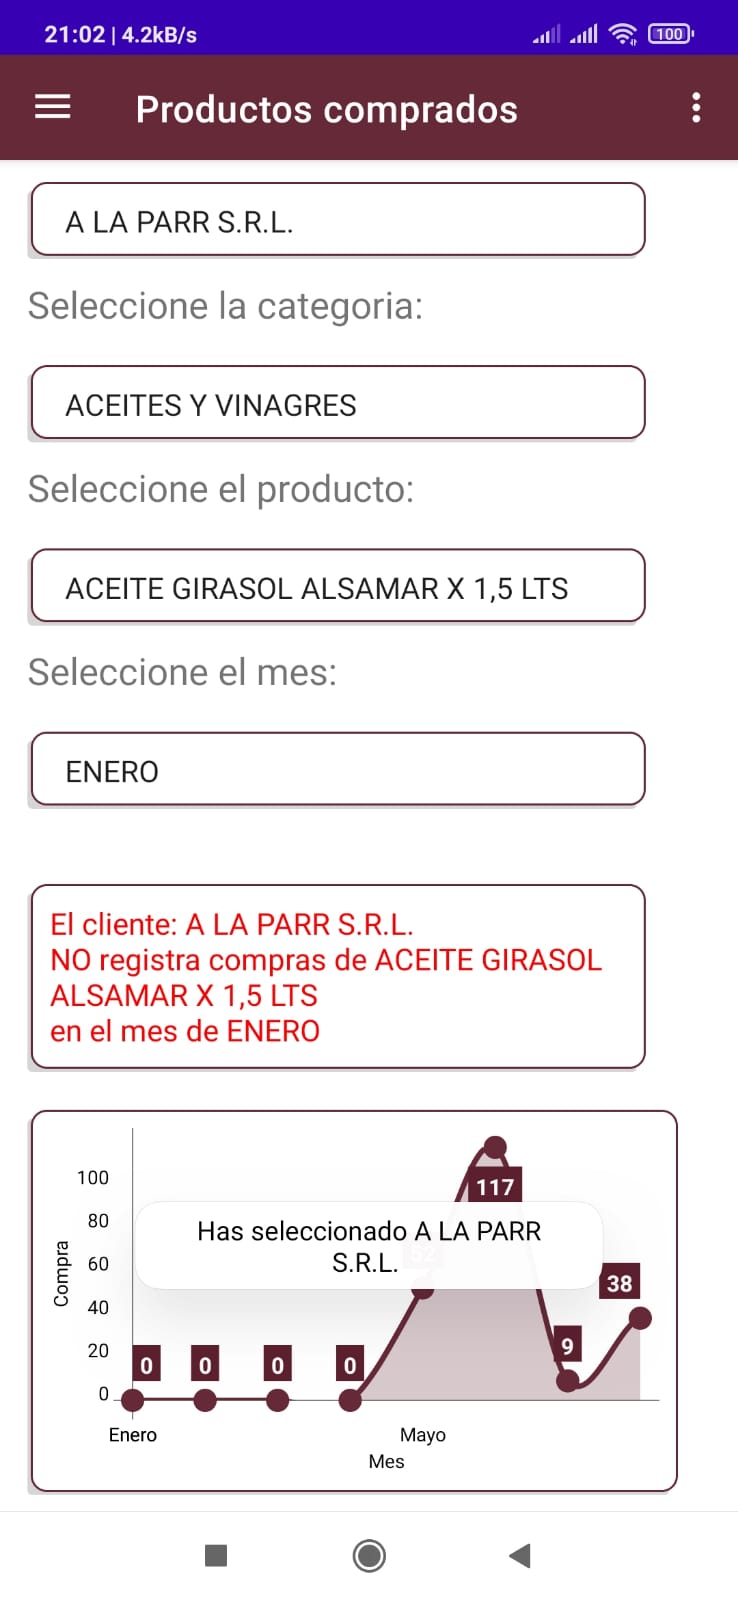 21:02 | 4.2kB/s
100
Productos comprados
A LA PARR S.R.L.
Seleccione la categoria:
ACEITES Y VINAGRES
Seleccione el producto:
ACEITE GIRASOL ALSAMAR X 1,5 LTS
Seleccione el mes:
ENERO
El cliente: A LA PARR S.R.L.
NO registra compras de ACEITE GIRASOL
ALSAMAR X 1,5 LTS
en el mes de ENERO
100
117
80
Has seleccionado A LA PARR
S.R.L.
60
Compra
38
40
20
0
0
0
0
9
0
Enero
Mayo
Mes